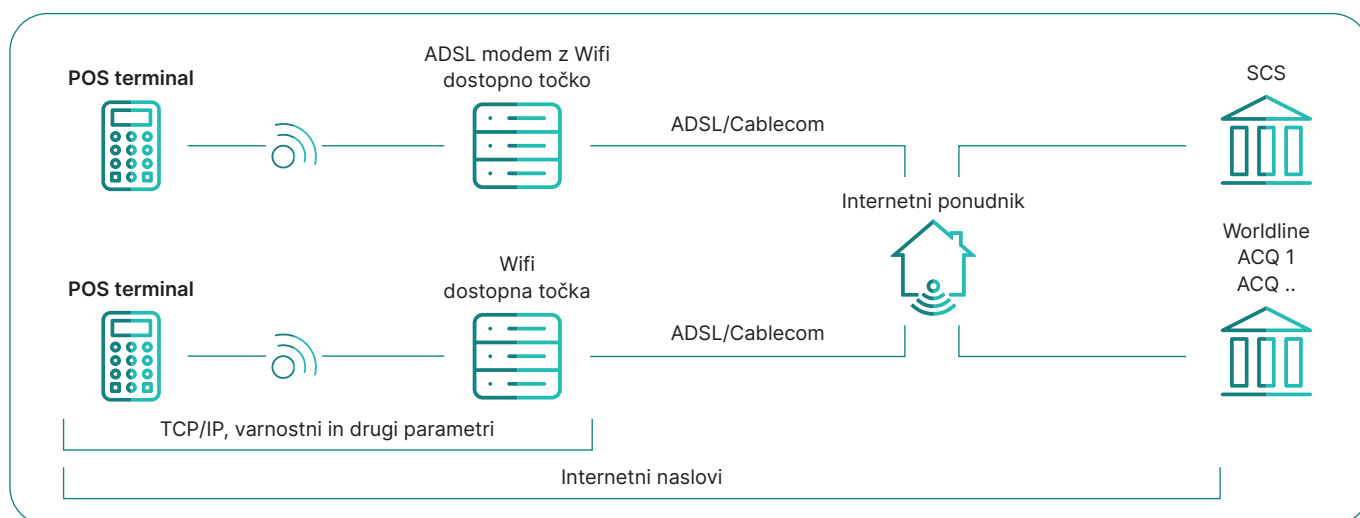 POS terminal
ADSL modem z Wifi
dostopno točko
ADSL/Cablecom
SCS
Internetni ponudnik
POS terminal
Wifi
dostopna točka
ADSL/Cablecom
Worldline
ACQ 1
ACQ ..
TCP/IP, varnostni in drugi parametri
Internetni naslovi